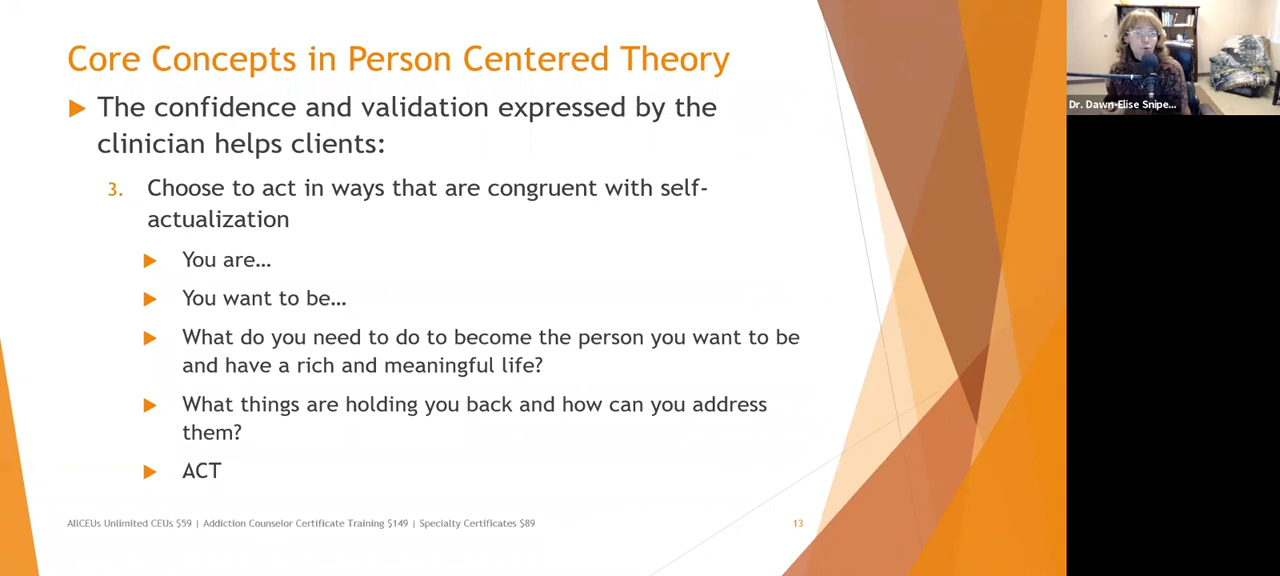 Core Concepts in Person Centered Theory
The confidence and validation expressed by the
clinician helps clients:
3. Choose to act in ways that are congruent with self-
actualization
You are…
You want to be…
What do you need to do to become the person you want to be
and have a rich and meaningful life?
What things are holding you back and how can you address
them?
ACT
AllCEUs Unlimited CEUs $59 | Addiction Counselor Certificate Training $149 | Specialty Certificates $89
13
Dr. Dawn-Elise Snipe...